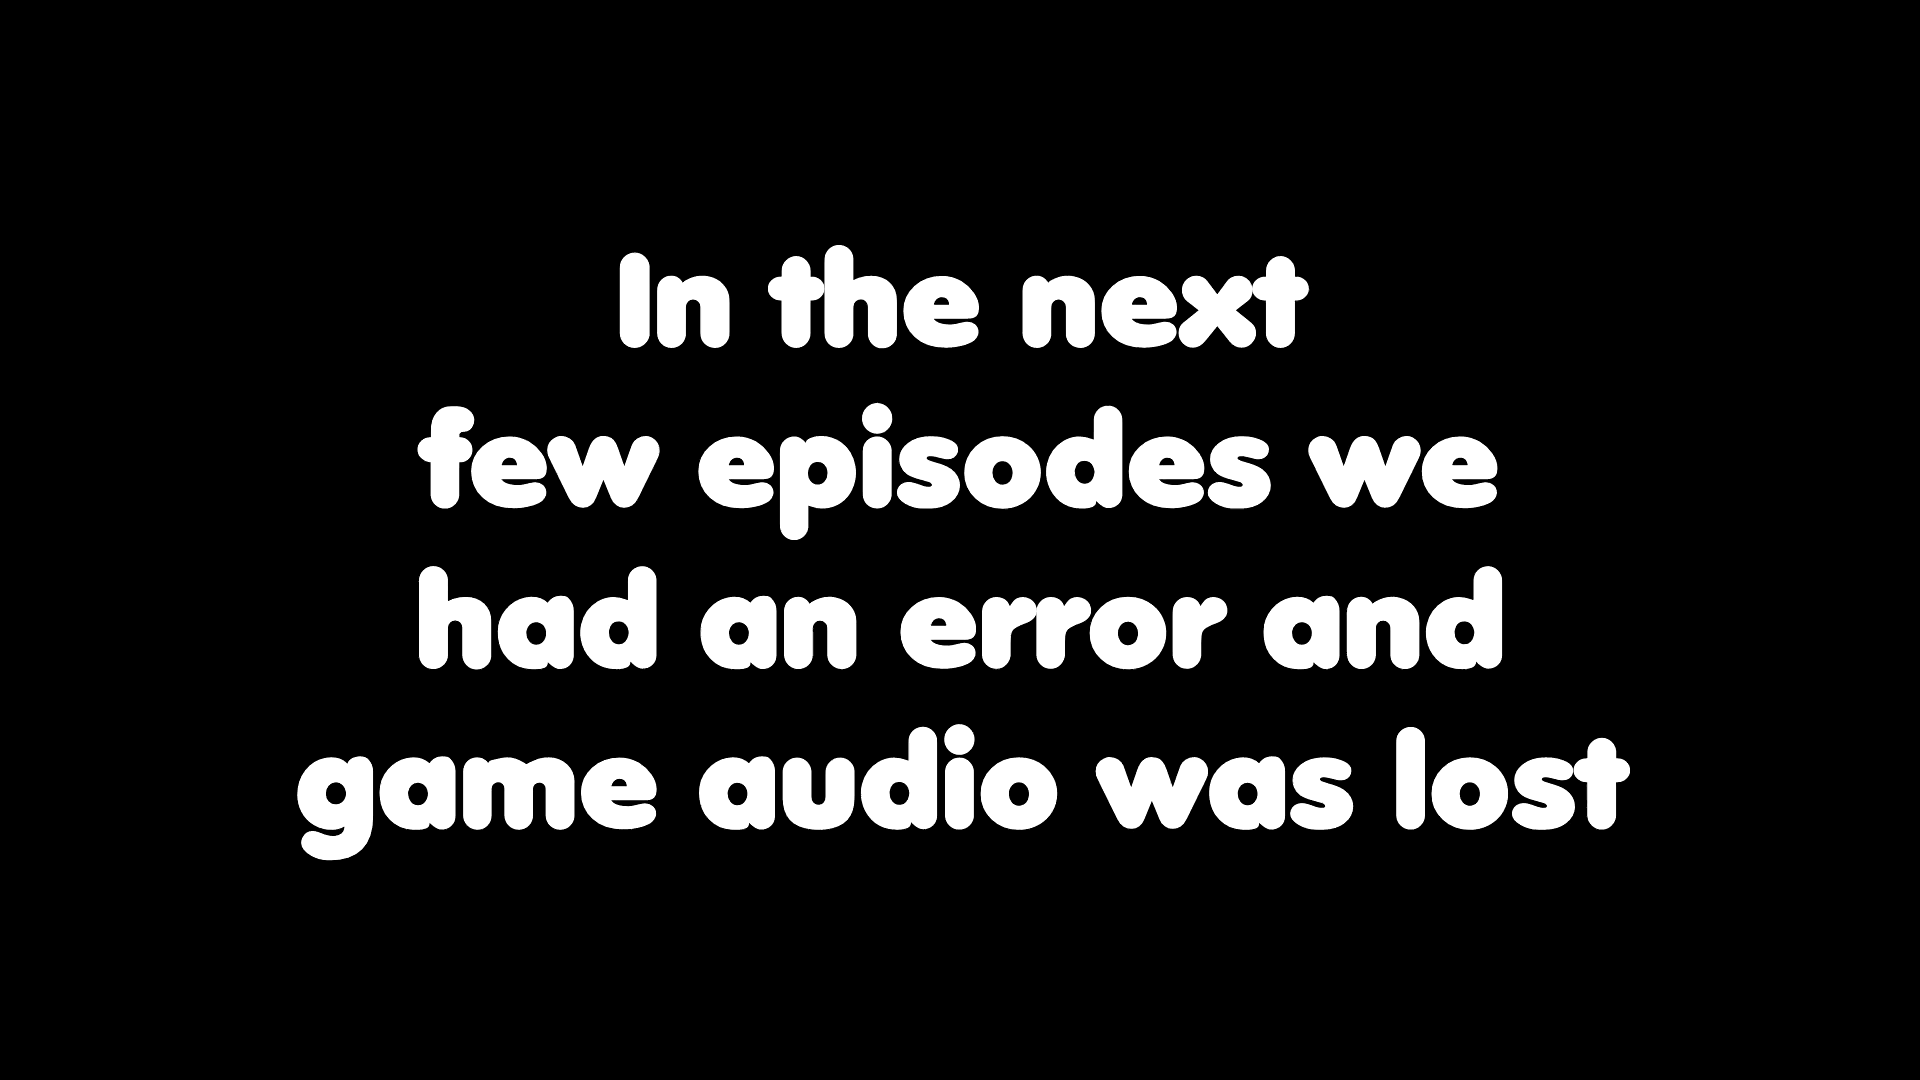 In the next
few episodes we
had an error and
game audio was lost